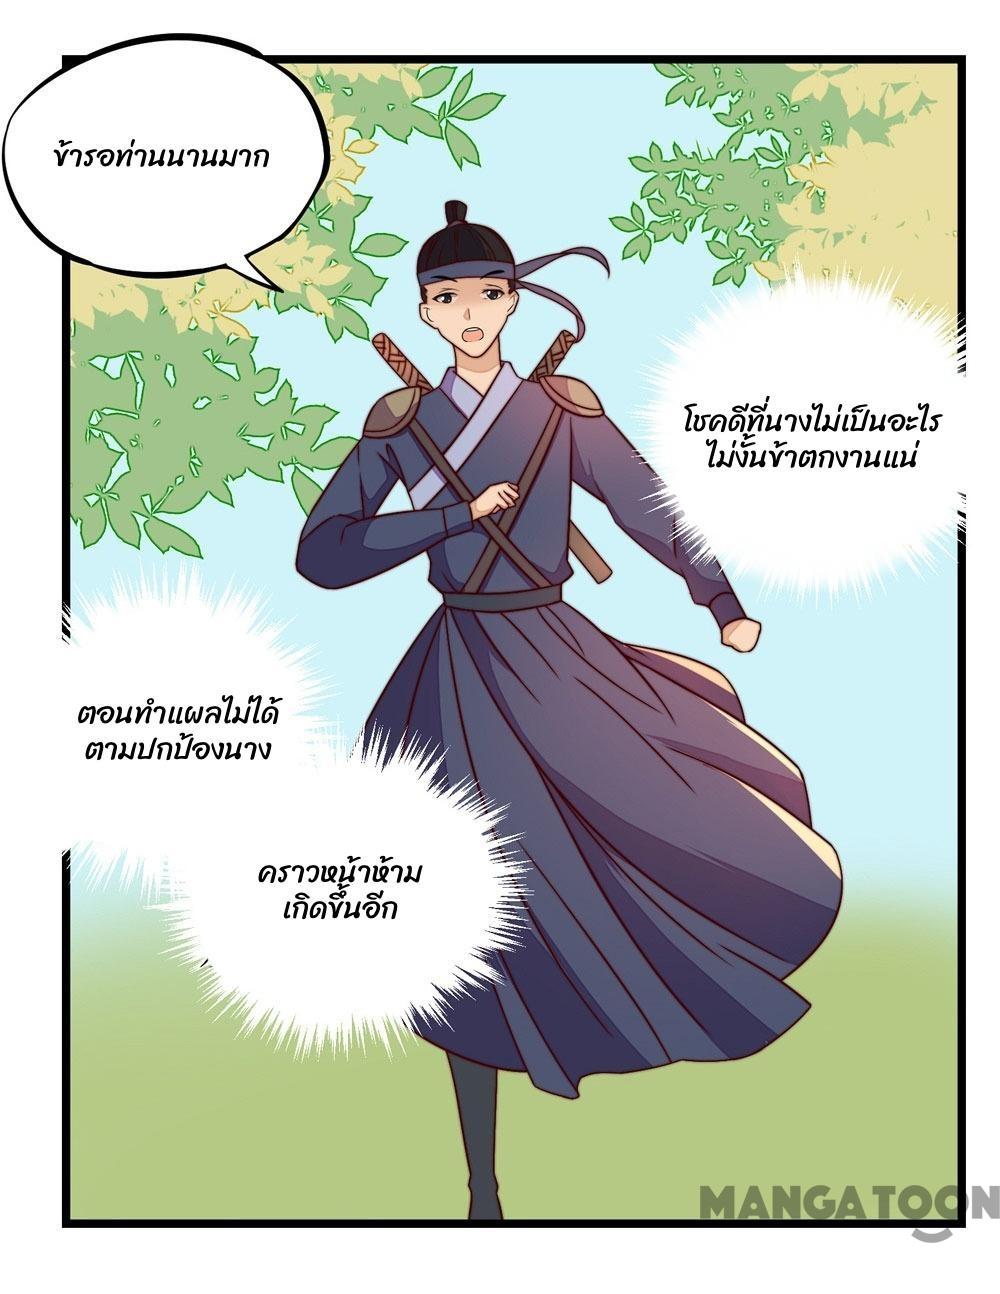 ข้ารอท่านนานมาก
โชคดีที่นางไม่เป็นอะไร
ไม่งั้นข้าตกงานแน่
ตอนทำแผลไม่ได้
ตามปกป้องนาง
คราวหน้าห้าม
เกิดขึ้นอีก
MANGATOON